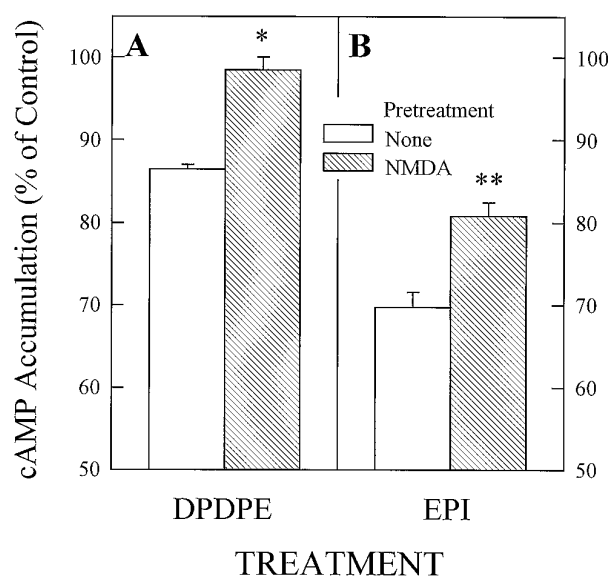 A
B
*
**
Pretreatment
None
NMDA
cAMP Accumulation (% of Control)
100
90
80
70
60
50
100
90
80
70
60
50
DPDPE
EPI
TREATMENT